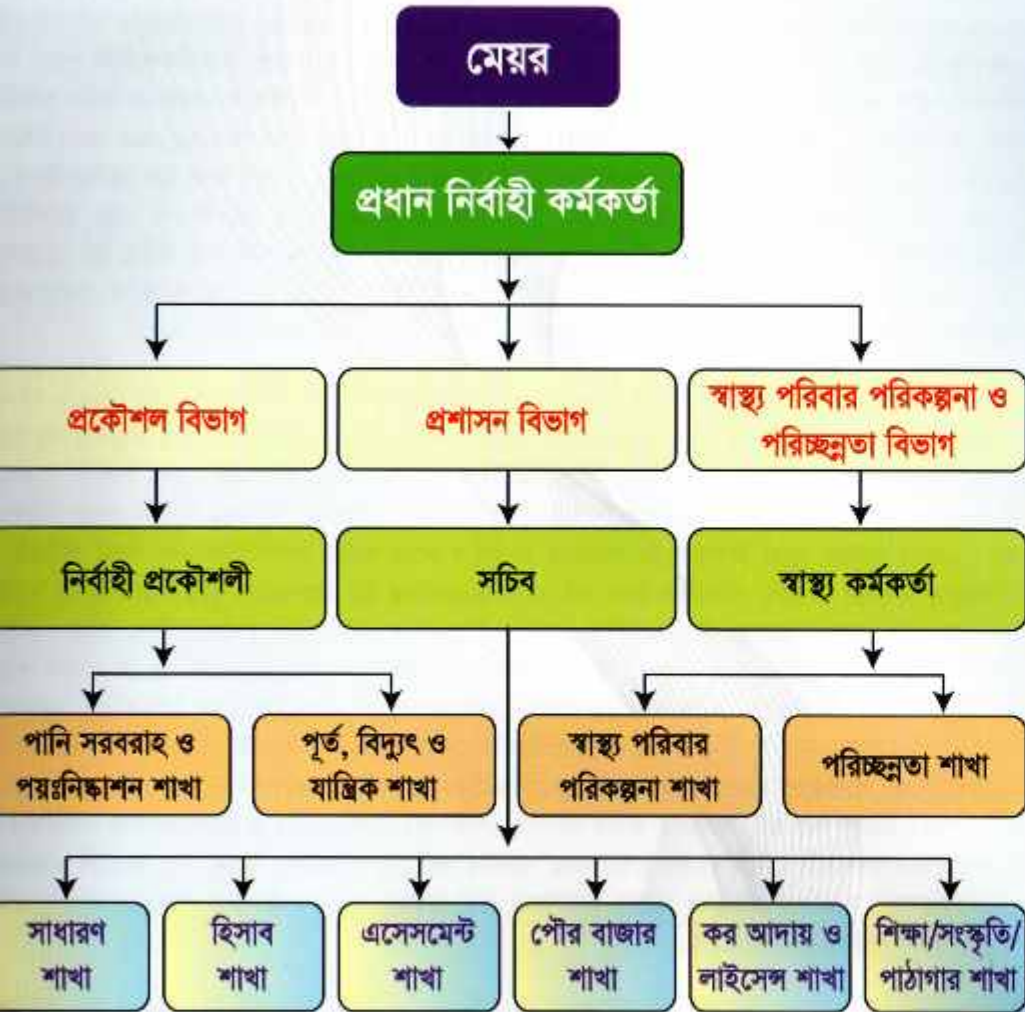 মেয়র
প্রধান নির্বাহী কর্মকর্তা
প্রকৌশল বিভাগ
প্রশাসন বিভাগ
স্বাস্থ্য পরিবার পরিকল্পনা ও
পরিচ্ছন্নতা বিভাগ
নির্বাহী প্রকৌশলী
সচিব
স্বাস্থ্য কর্মকর্তা
পানি সরবরাহ ও
পয়ঃনিষ্কাশন শাখা
পূর্ত, বিদ্যুৎ ও
যান্ত্রিক শাখা
স্বাস্থ্য পরিবার
পরিকল্পনা শাখা
পরিচ্ছন্নতা শাখা
সাধারণ
শাখা
হিসাব
শাখা
এসেসমেন্ট
শাখা
পৌর বাজার
শাখা
কর আদায় ও
লাইসেন্স শাখা
শিক্ষা/সংস্কৃতি/
পাঠাগার শাখা